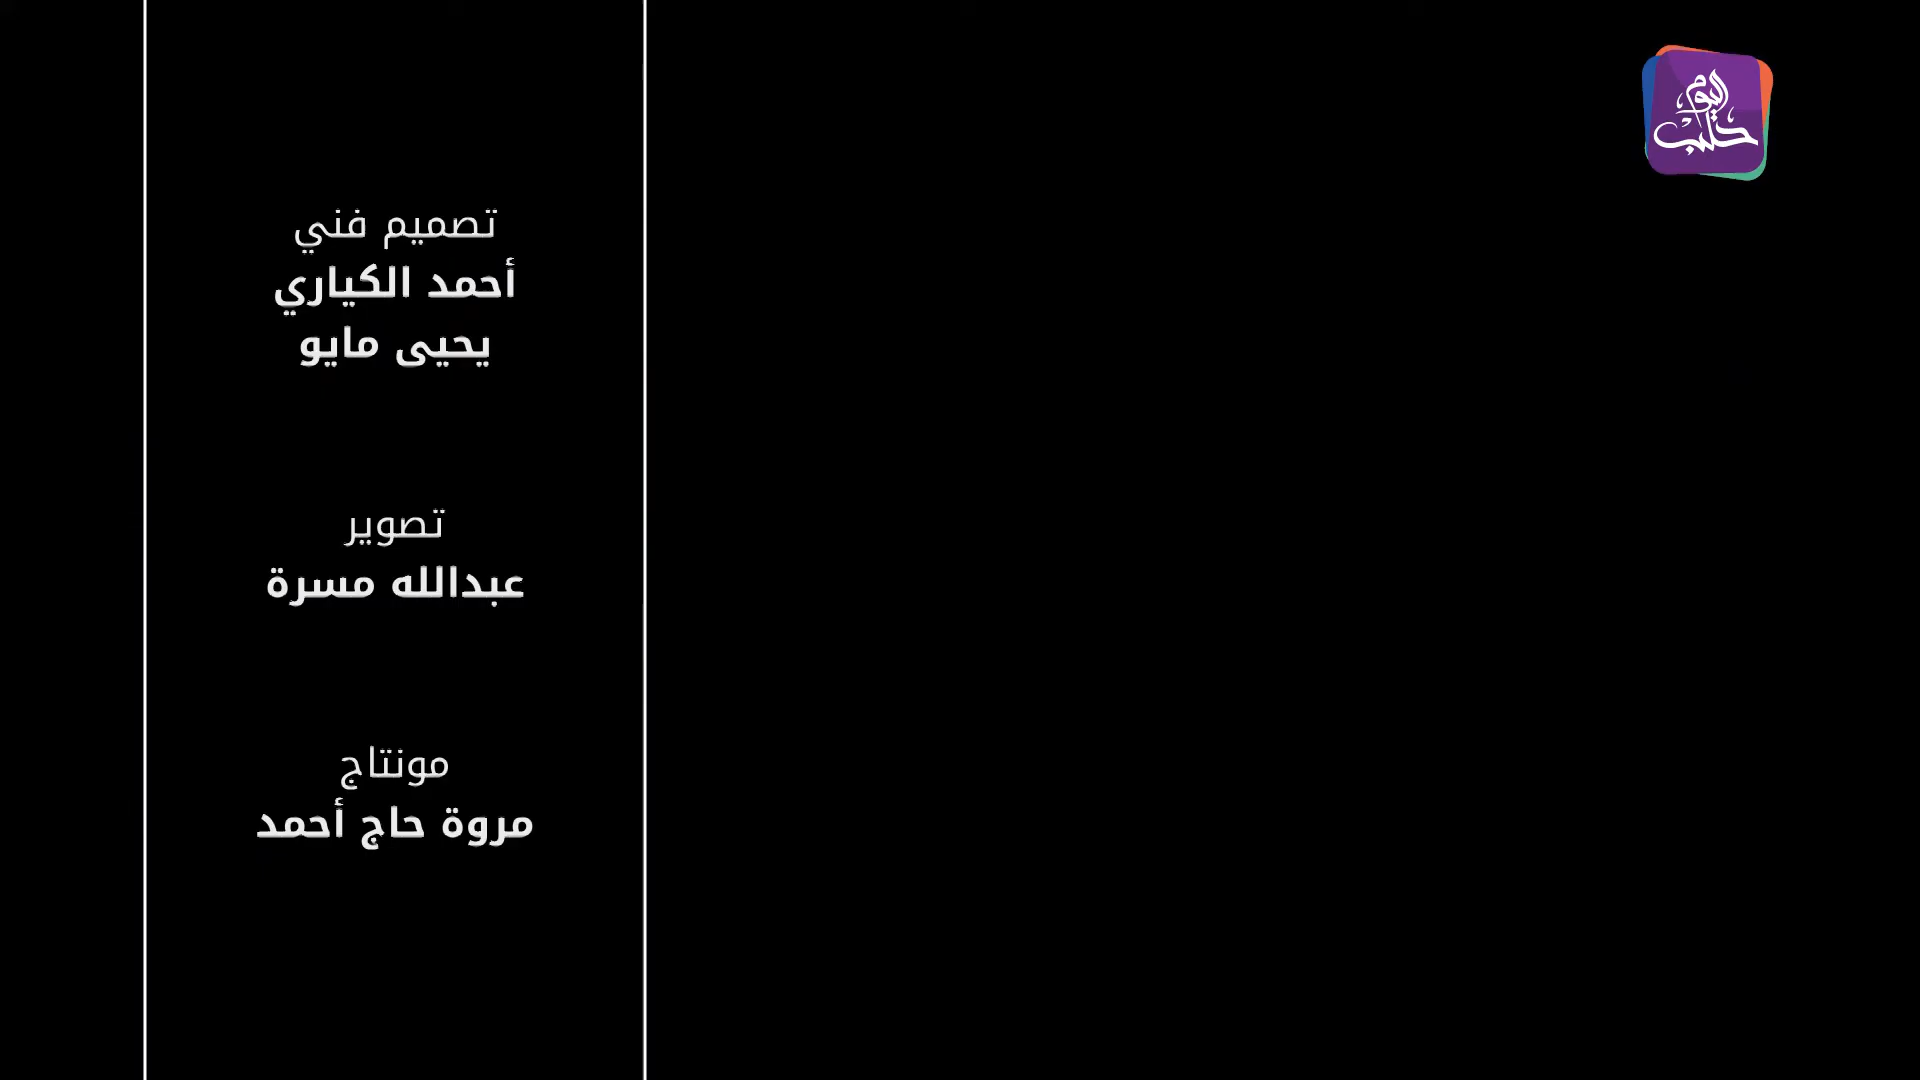 حلب
اليوم
تصميم فني
أحمد الكياري
يحيى مايو
تصوير
عبدالله مسرة
مونتاج
مروة حاج أحمد